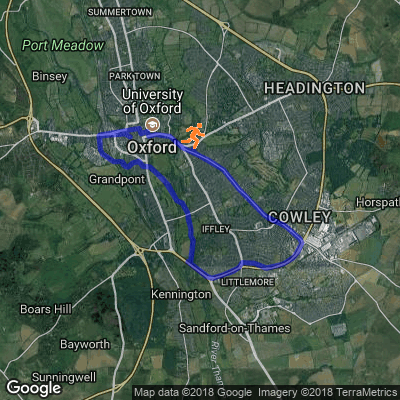 SUMMERTOWN
Port Meadow
Binsey
PARK TOWN
HEADINGTON
University
of Oxford
Oxford
Grandpont
Horspath
COWLEY
IFFLEY
LITTLEMORE
Kennington
Boars Hill
Sandford-on-Thames
Bayworth
River Tha
Sunningwell
Google
Map data ©2018 Google Imagery ©2018 TerraMetrics